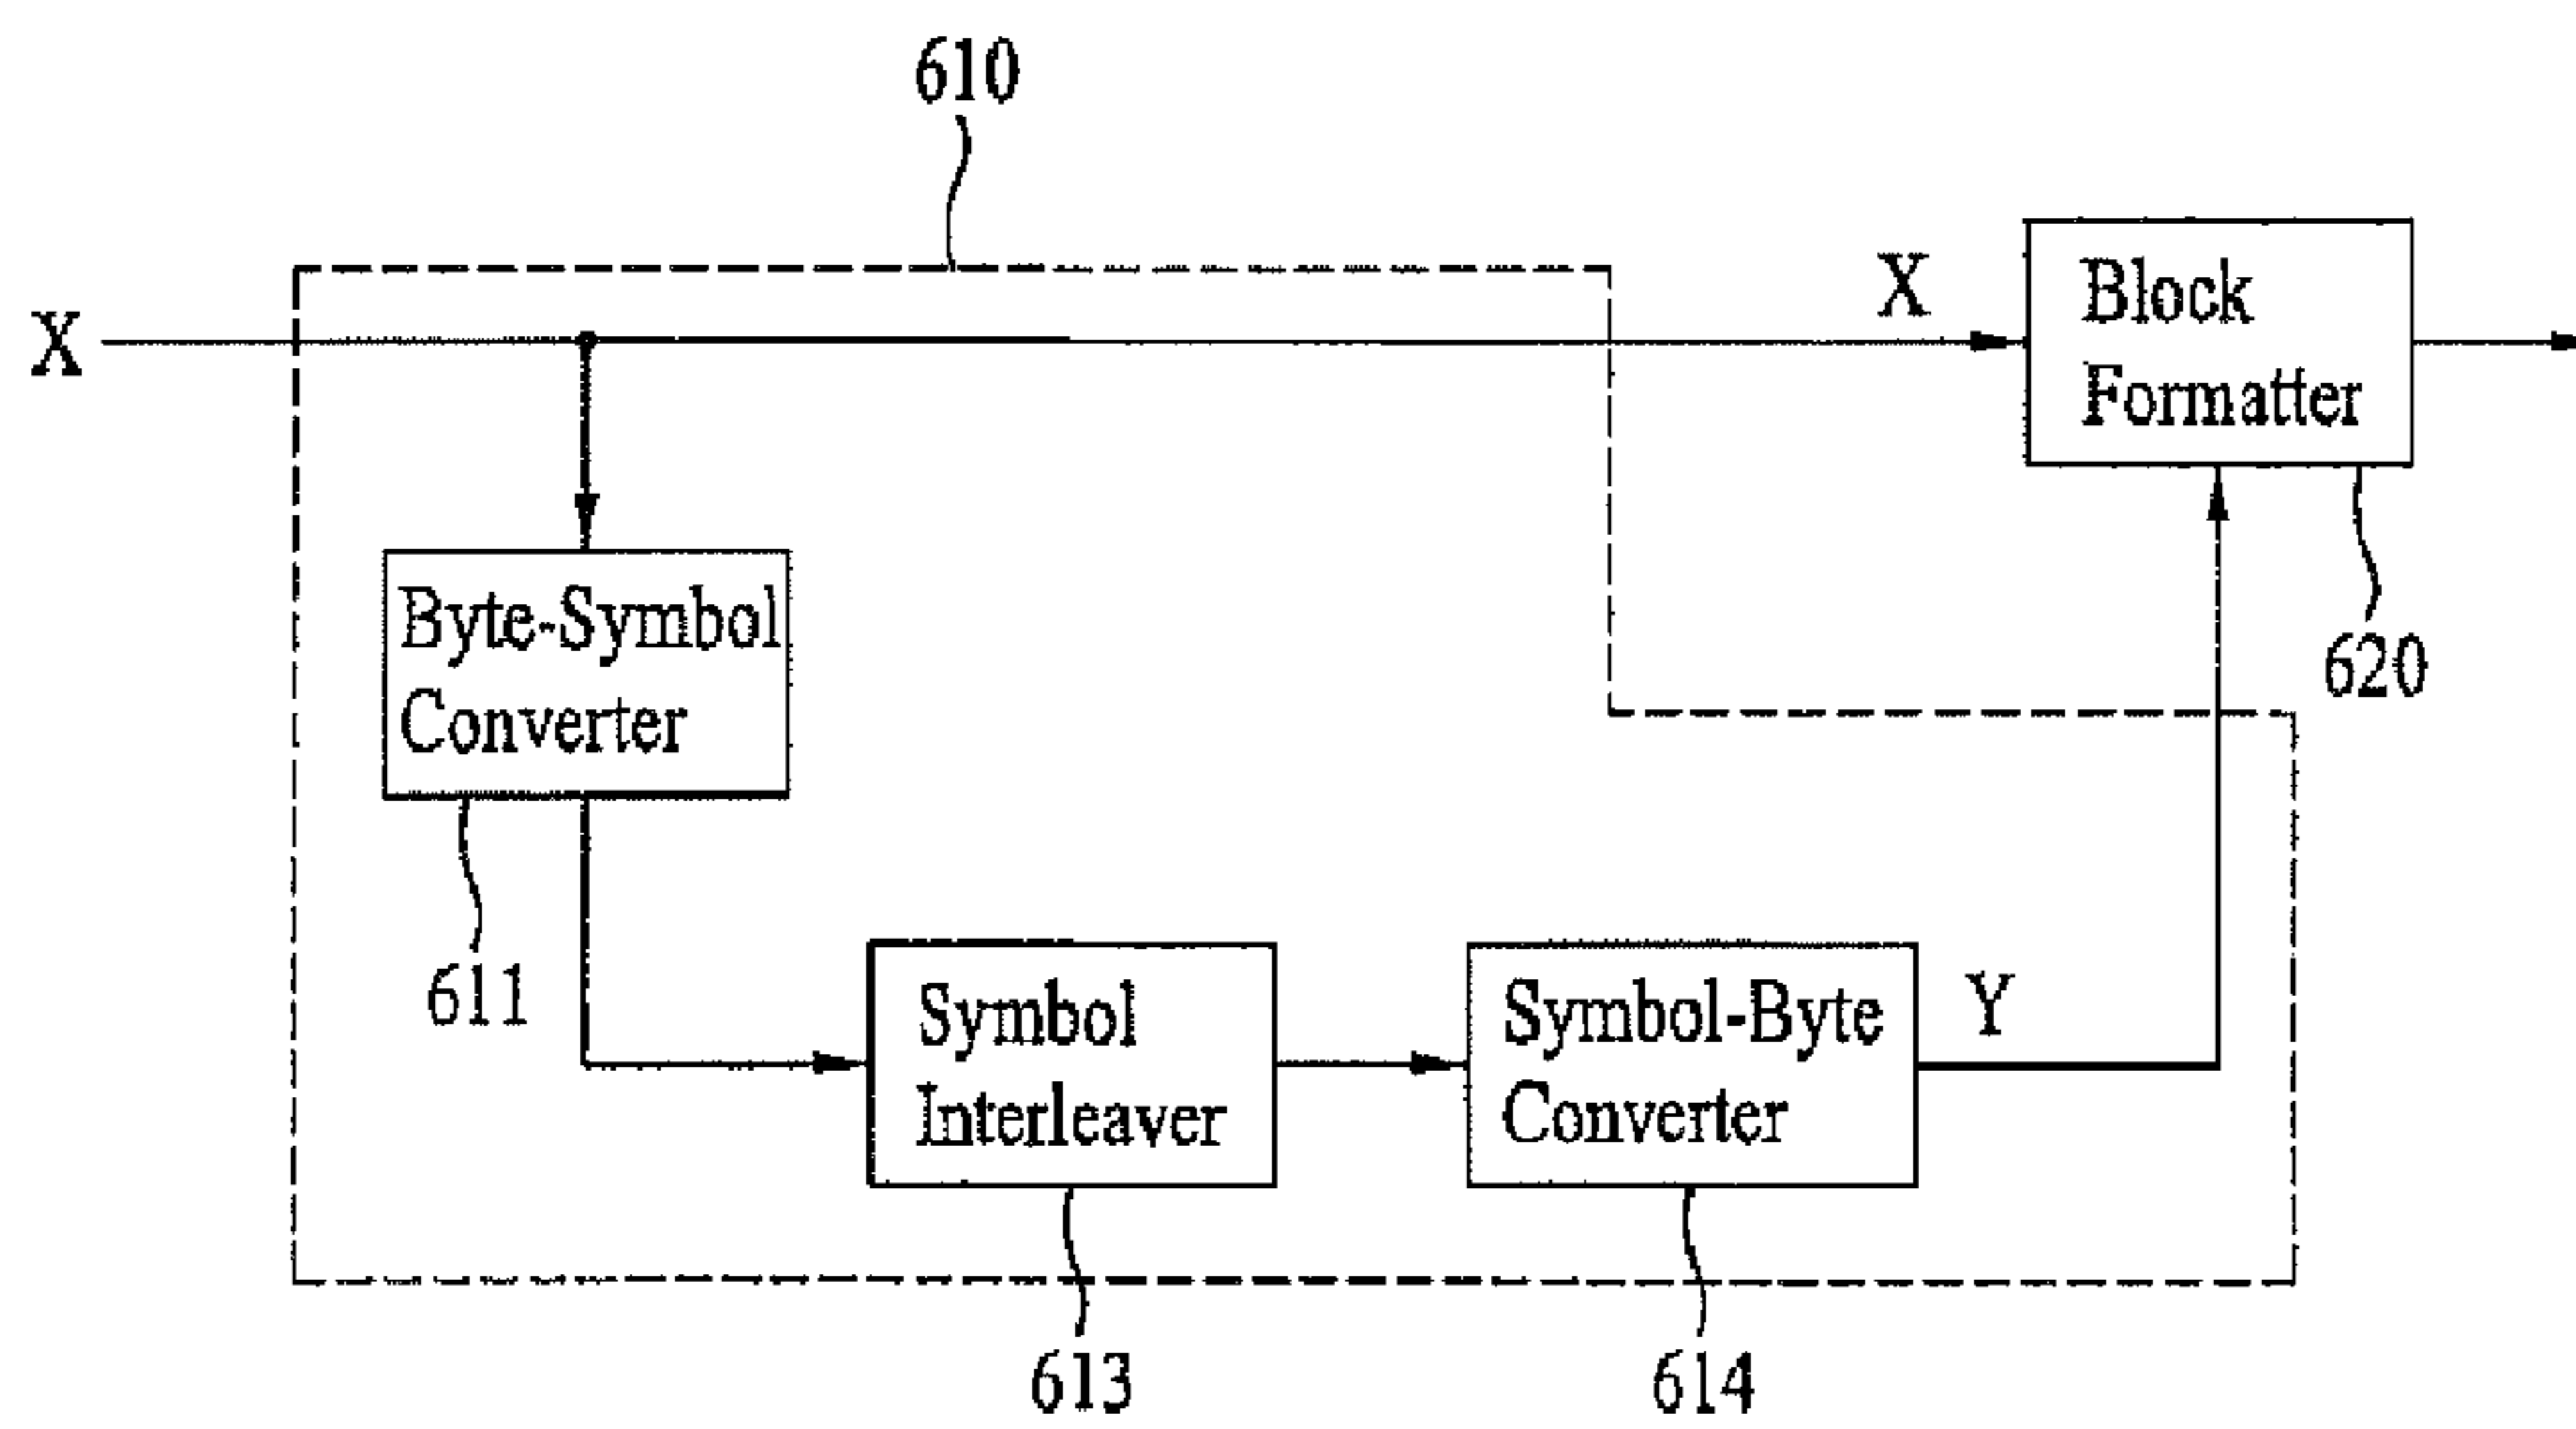 610
X
X
Block
Formatter
Byte-Symbol
Converter
620
611
Symbol
Interleaver
Symbol-Byte
Converter
Y
613
614